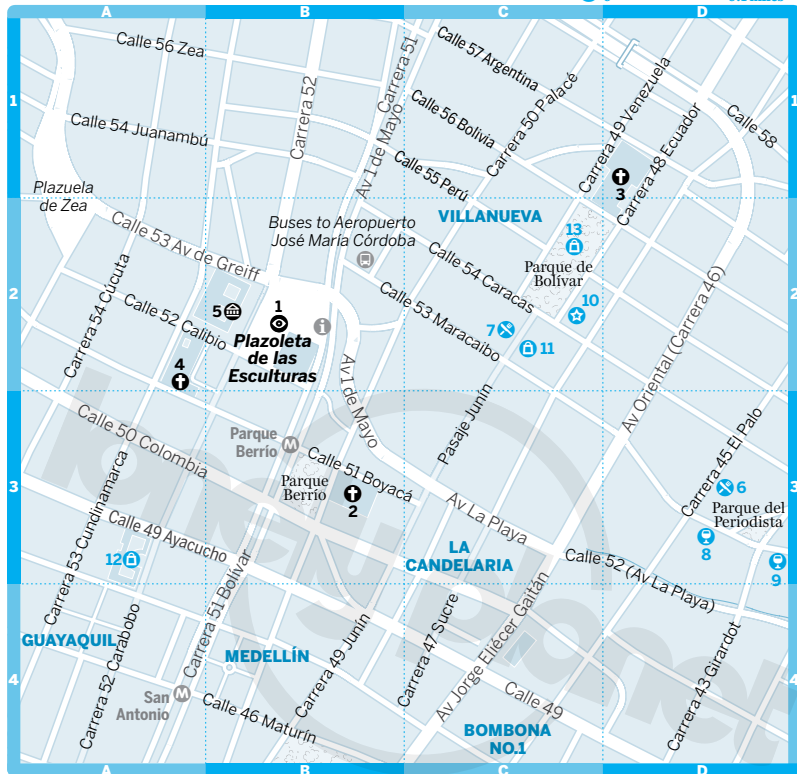 A
B
C
D
1
Calle 56 Zea
Carrera 52
Carrera 51
Calle 57 Argentina
Carrera 50 Palacé
Carrera 49 Venezuela
Calle 58
Calle 54 Juanambú
Av 1 de Mayo
Calle 56 Bolivia
Carrera 48 Ecuador
Calle 55 Perú
3
1
Plazuela
de Zea
2
Calle 53 Av de Greiff
Buses to Aeropuerto
José María Córdoba
VILLANUEVA
13
Parque de
Bolívar
Calle 54 Caracas
10
Carrera 54 Cúcuta
Calle 52 Calibio
5
1
i
Plazoleta
de las
Esculturas
Calle 53 Maracaibo
7
11
4
Av 1 de Mayo
Pasaje Junín
Av Oriental (Carrera 46)
2
3
Calle 50 Colombia
Parque
Berrío
M
Calle 51 Boyacá
Parque
Berrío
2
Av La Playa
Carrera 45 El Palo
6
Parque del
Periodista
8
9
Carrera 53 Cundinamarca
Calle 49 Ayacucho
12
LA
CANDELARIA
Calle 52 (Av La Playa)
3
4
GUAYAQUIL
Carrera 52 Carabobo
Carrera 51 Bolívar
MEDELLÍN
San
Antonio
M
Calle 46 Maturín
Carrera 49 Junín
Carrera 47 Sucre
Av Jorge Eliécer Gaitán
Calle 49
BOMBONA
NO.1
Carrera 43 Girardot
4
A
B
C
D
lonely planet